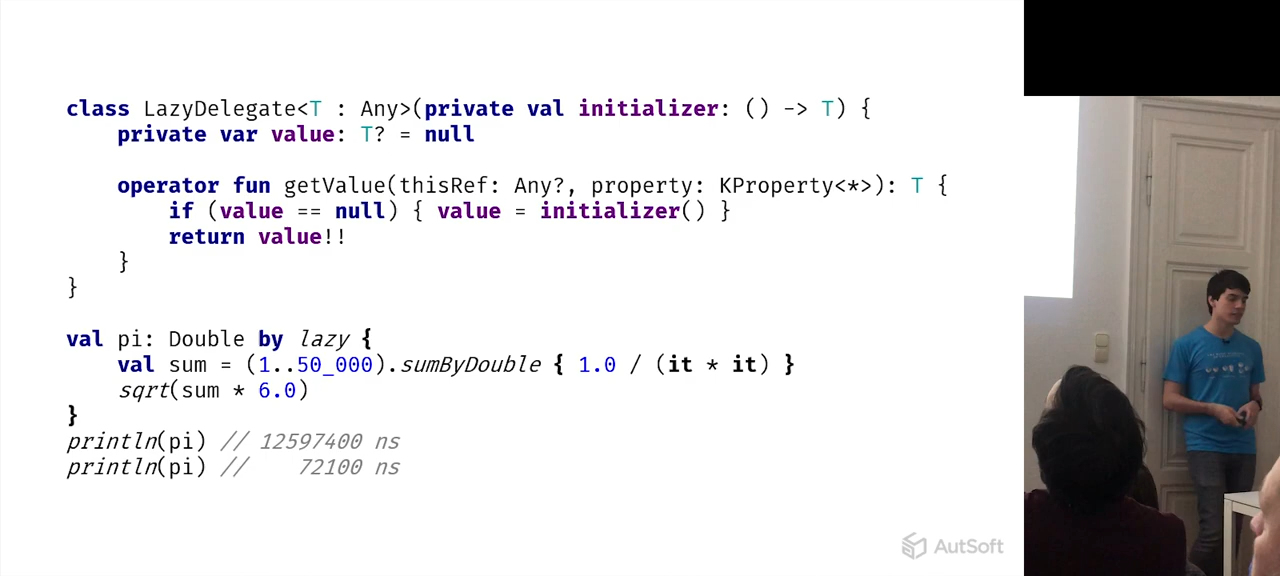 class LazyDelegate<T : Any>(private val initializer: () -> T) {
    private var value: T? = null

    operator fun getValue(thisRef: Any?, property: KProperty<*>): T {
        if (value == null) { value = initializer() }
        return value!!
    }
}

val pi: Double by lazy {
    val sum = (1..50_000).sumByDouble { 1.0 / (it * it) }
    sqrt(sum * 6.0)
}
println(pi) // 12597400 ns
println(pi) //    72100 ns
AutSoft